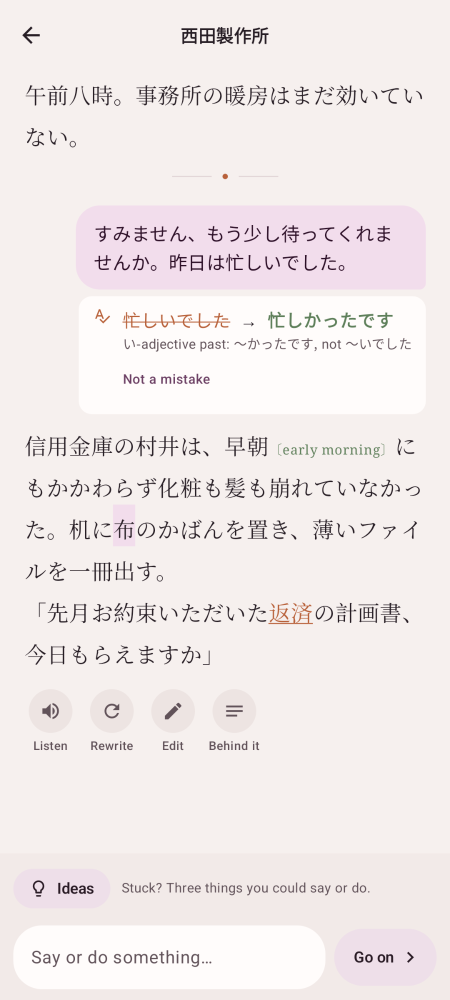 西田製作所
午前八時。事務所の暖房はまだ効いてい
ない。
すみません、もう少し待ってくれま
せんか。昨日は忙しいでした。
忙しいでした → 忙しかったです
い-adjective past: 〜かったです, not 〜いでした
Not a mistake
信用金庫の村井は、早朝〔early morning〕に
もかかわらず化粧も髪も崩れていなかっ
た。机に布のかばんを置き、薄いファイ
ルを一冊出す。
「先月お約束いただいた返済の計画書、
今日もらえますか」
Listen Rewrite Edit Behind it
Ideas Stuck? Three things you could say or do.
Say or do something… Go on